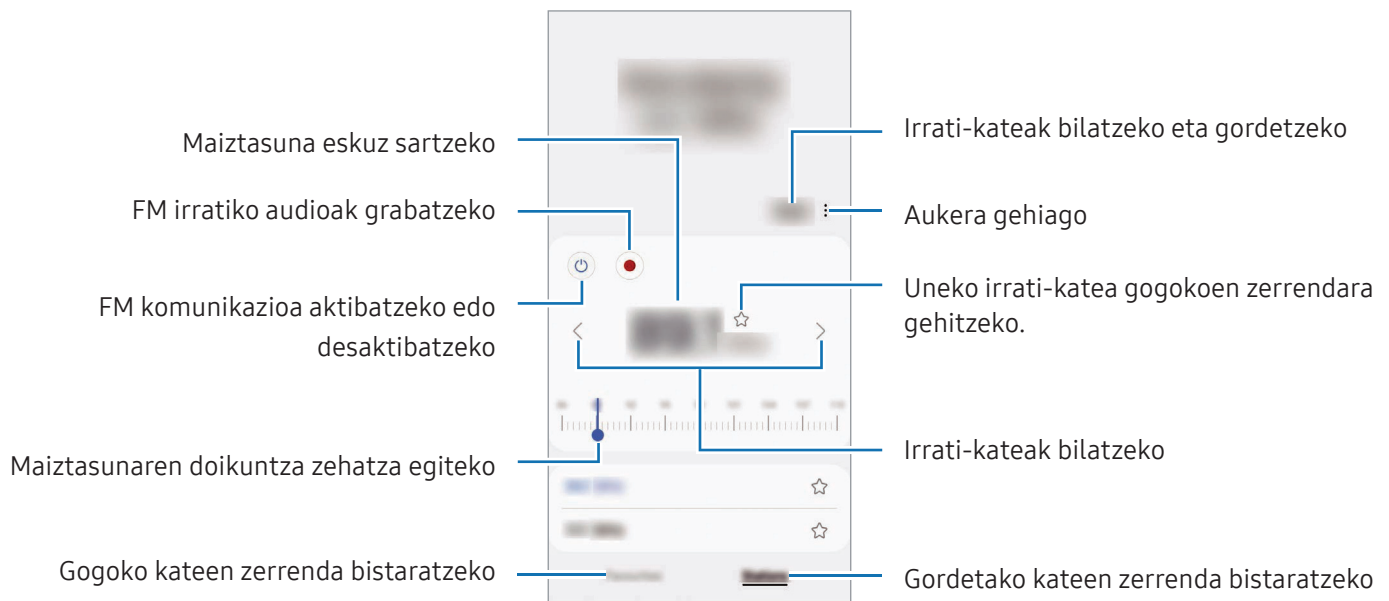 Maiztasuna eskuz sartzeko
FM irratiko audioak grabatzeko
FM komunikazioa aktibatzeko edo
desaktibatzeko
Maiztasunaren doikuntza zehatza egiteko
Gogoko kateen zerrenda bistaratzeko
Irrati-kateak bilatzeko eta gordetzeko
Aukera gehiago
Uneko irrati-katea gogokoen zerrendara
gehitzeko.
Irrati-kateak bilatzeko
Gordetako kateen zerrenda bistaratzeko